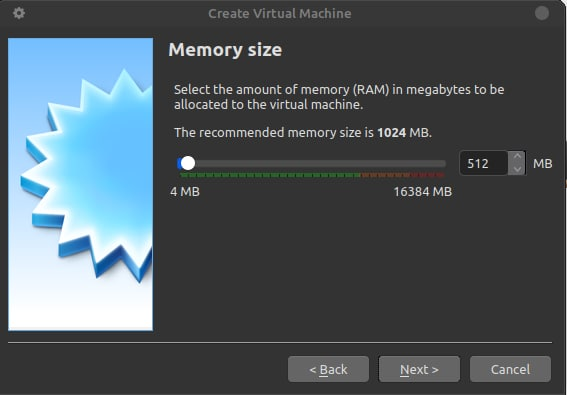 Create Virtual Machine
Memory size
Select the amount of memory (RAM) in megabytes to be
allocated to the virtual machine.
The recommended memory size is 1024 MB.
512 MB
4 MB 16384 MB
< Back Next > Cancel